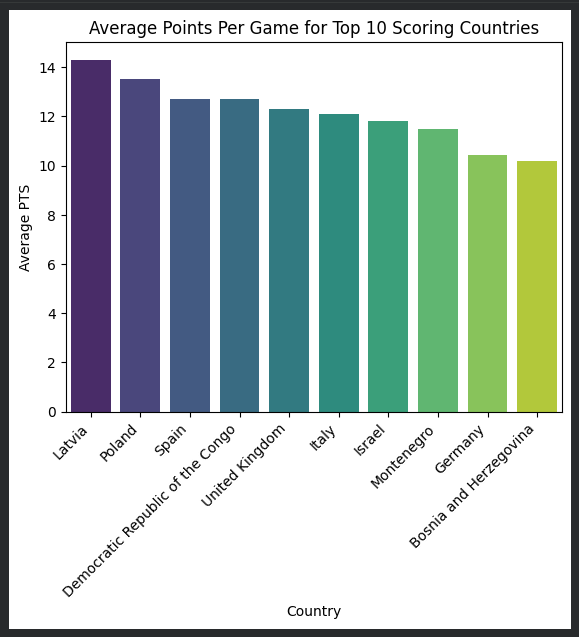 Average Points Per Game for Top 10 Scoring Countries
14
12
10
8
6
4
2
0
Average PTS
Latvia
Poland
Spain
Democratic Republic of the Congo
United Kingdom
Italy
Israel
Montenegro
Germany
Bosnia and Herzegovina
Country